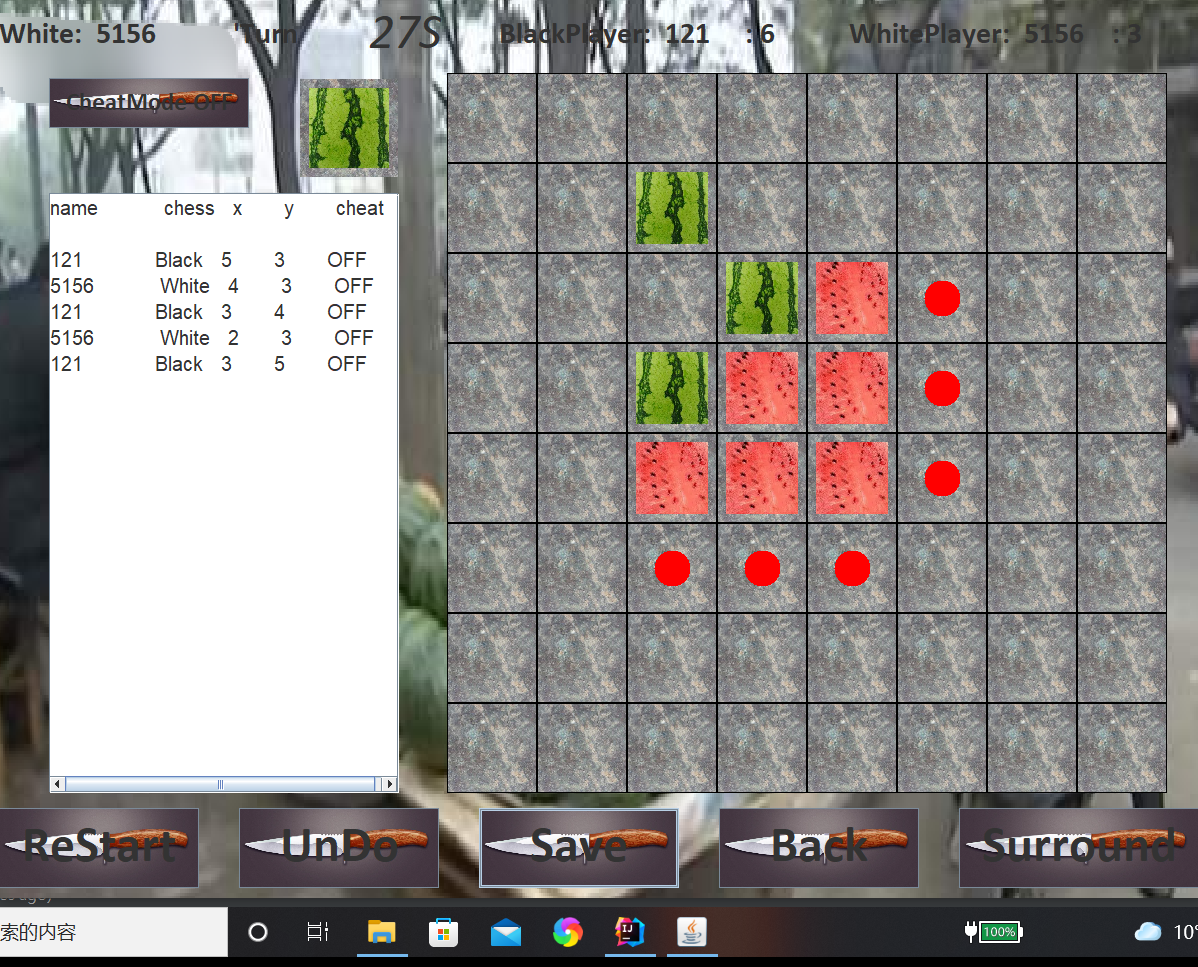 White: 5156 'Turn 27S BlackPlayer: 121 : 6 WhitePlayer: 5156 : 3
CheatMode OFF
name chess x y cheat
121 Black 5 3 OFF
5156 White 4 3 OFF
121 Black 3 4 OFF
5156 White 2 3 OFF
121 Black 3 5 OFF
ReStart UnDo Save Back Surround
索的内容 100% 10°